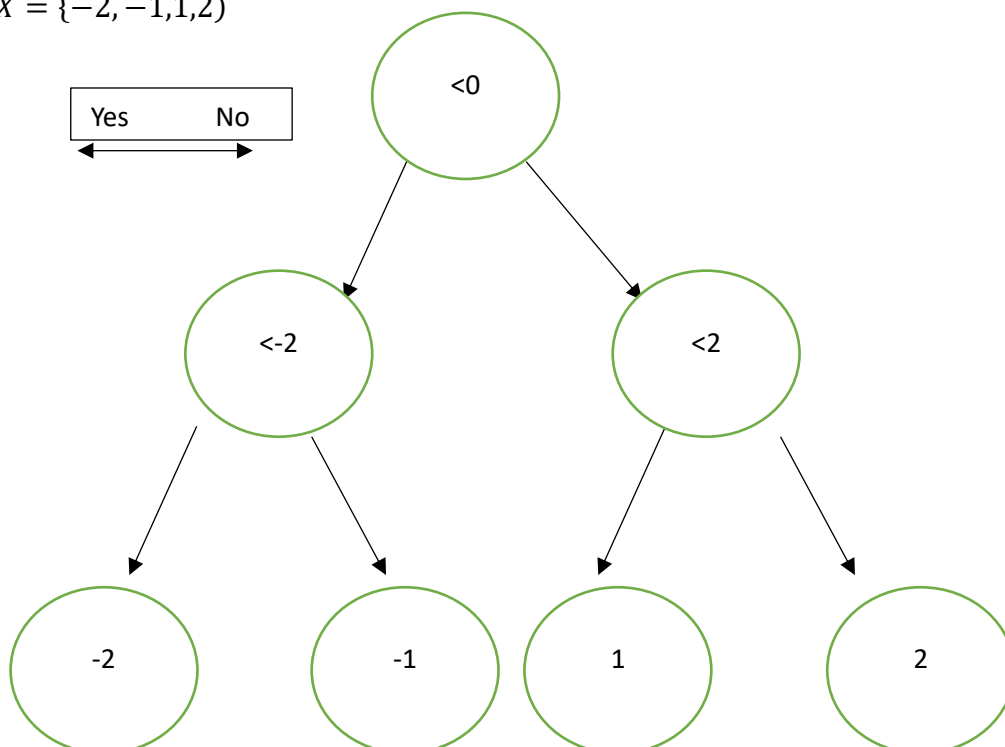 X = {−2, −1,1,2)
<0
Yes No
<-2 <2
-2 -1 1 2